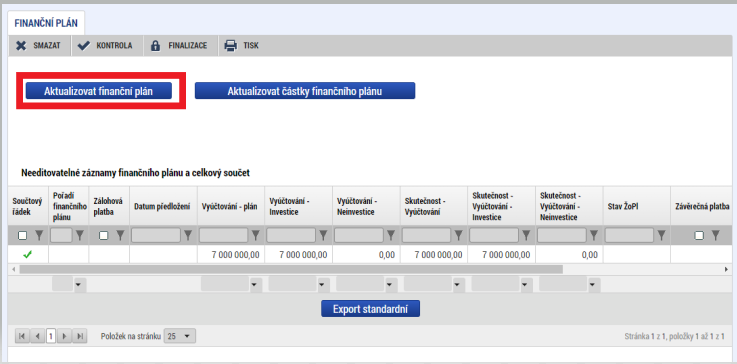 FINANČNÍ PLÁN
SMAZAT KONTROLA FINALIZACE TISK
Aktualizovat finanční plán Aktualizovat částky finančního plánu
Needitovatelné záznamy finančního plánu a celkový součet
Součtový řádek Pořadí finančního plánu Zálohová platba Datum předložení Vyúčtování - plán Vyúčtování - Investice Vyúčtování - Neinvestice Skutečnost - Vyúčtování Skutečnost - Vyúčtování - Investice Skutečnost - Vyúčtování - Neinvestice Stav ŽoPl Závěrečná platba
7 000 000,00 7 000 000,00 0,00 7 000 000,00 7 000 000,00 0,00
Export standardní
1 Položek na stránku 25 Stránka 1 z 1, položky 1 až 1 z 1